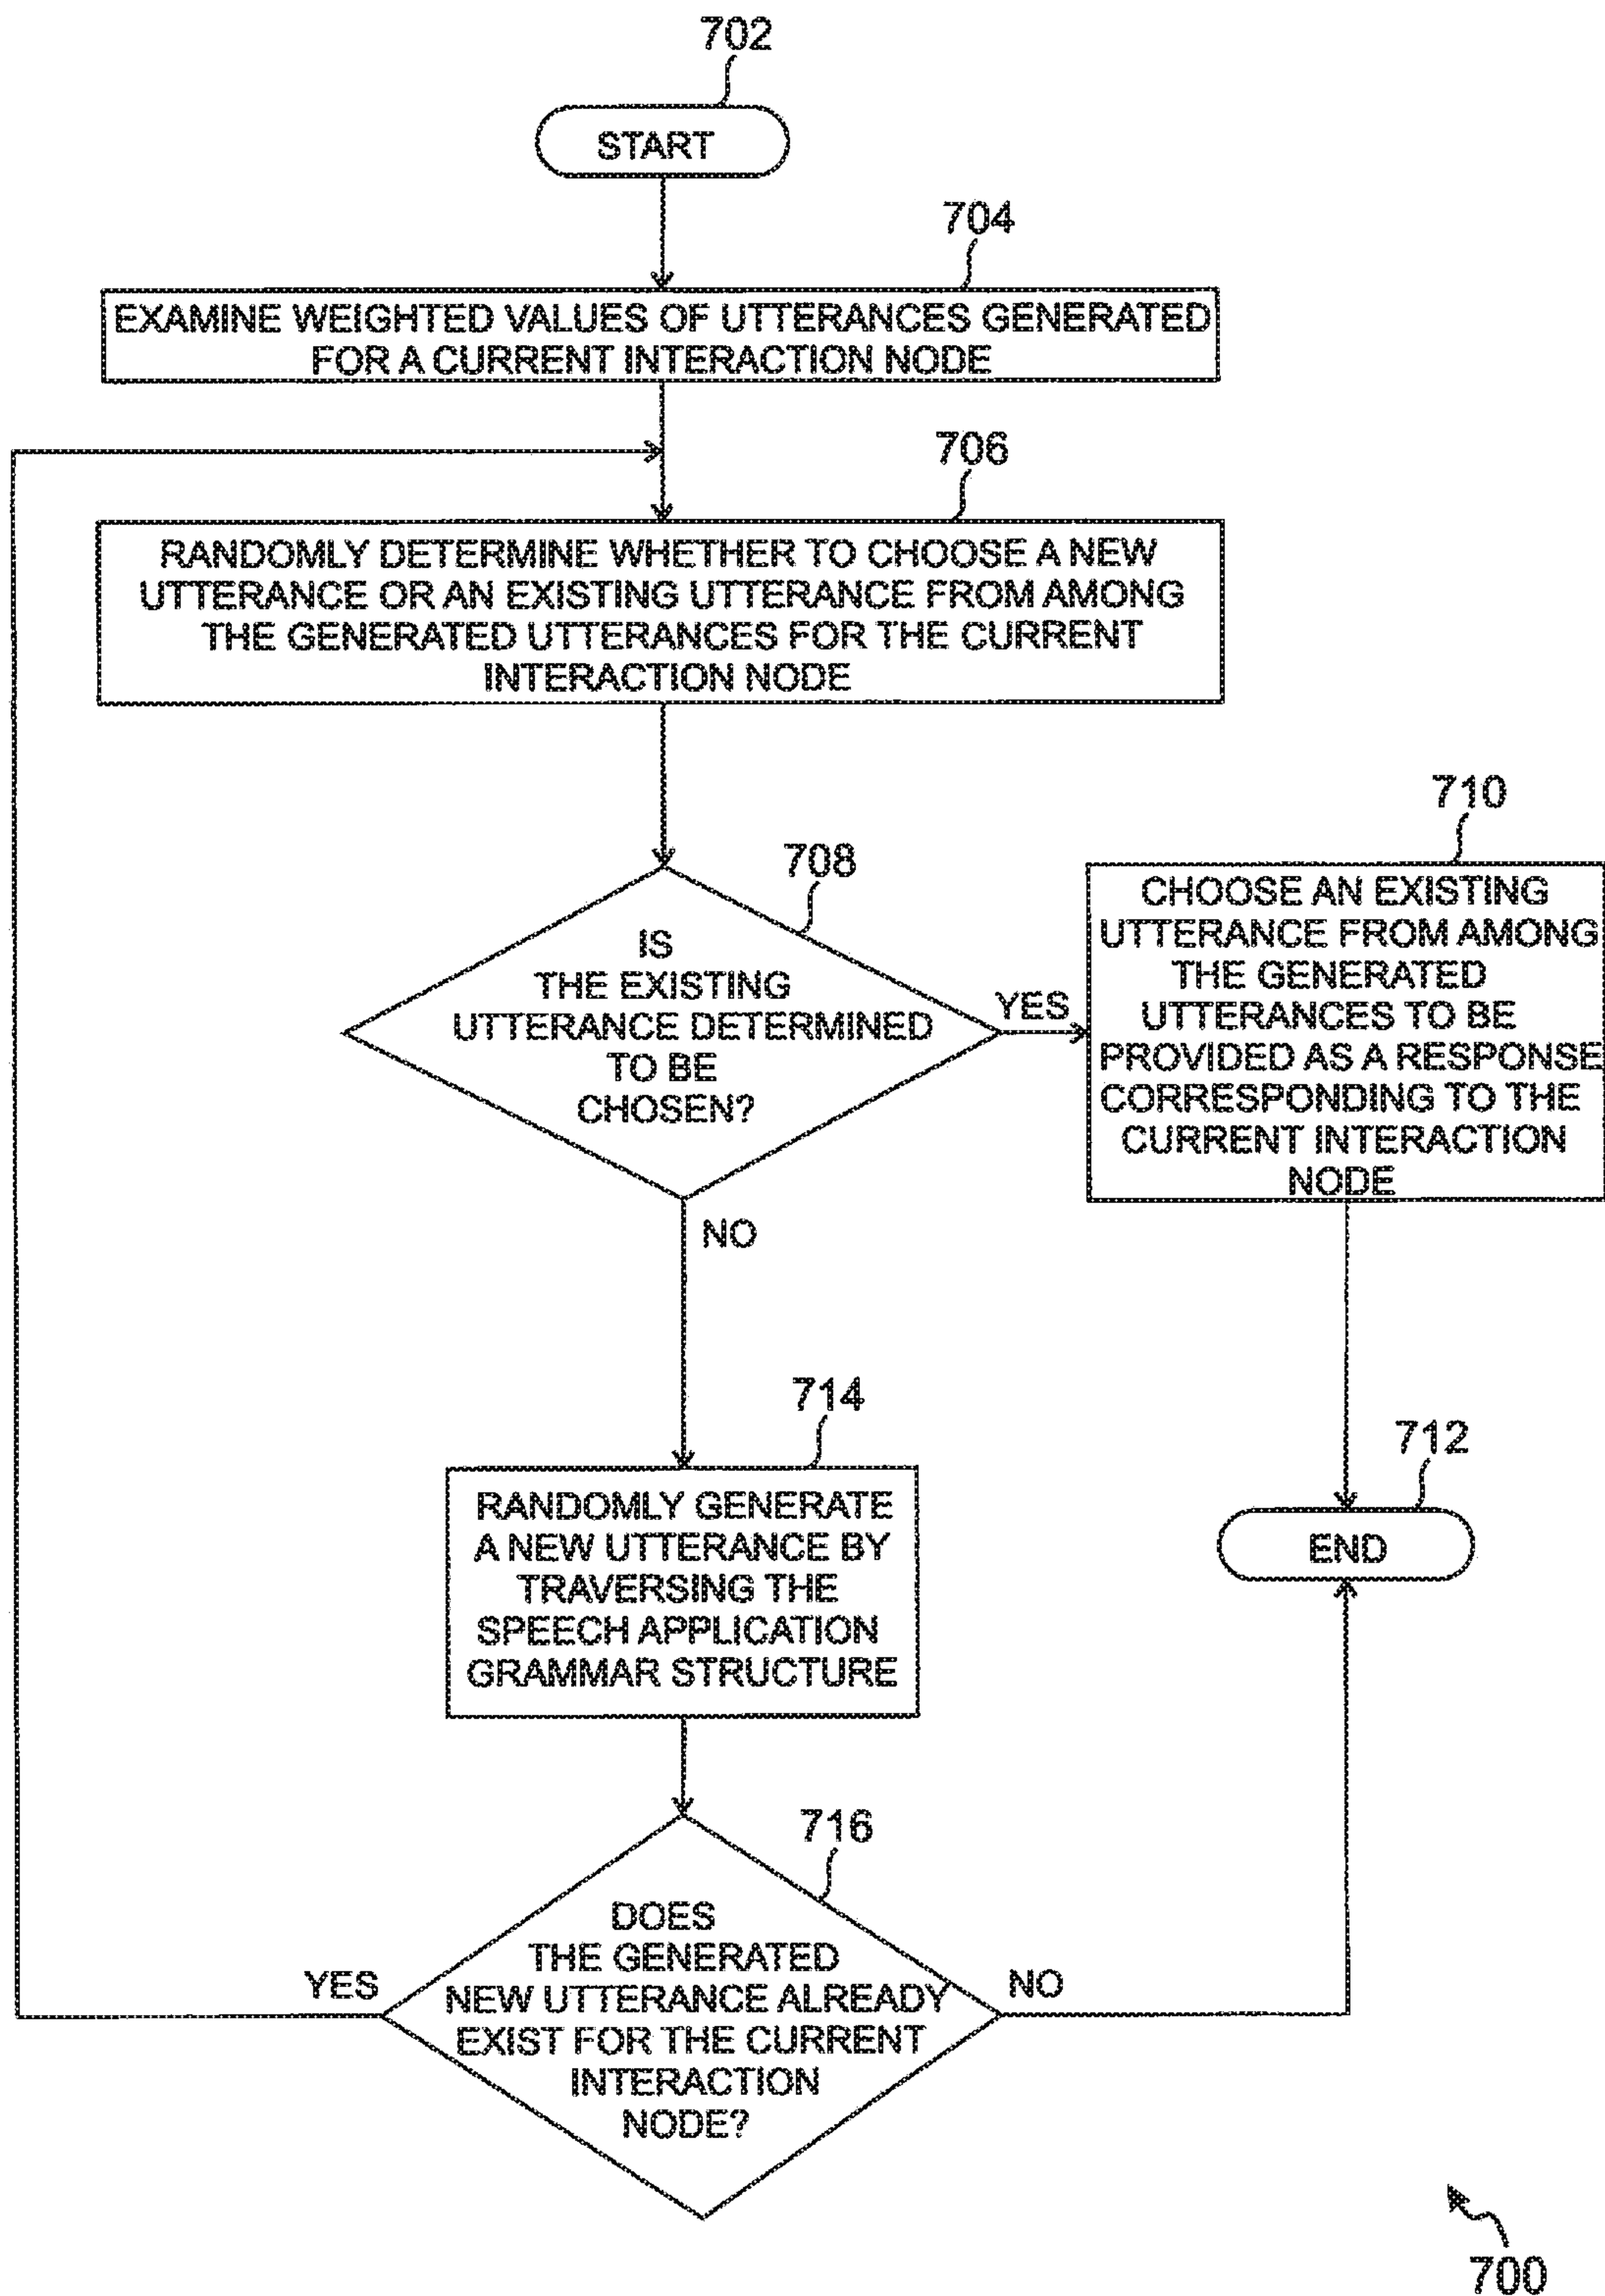 702
START
704
EXAMINE WEIGHTED VALUES OF UTTERANCES GENERATED
FOR A CURRENT INTERACTION NODE
706
RANDOMLY DETERMINE WHETHER TO CHOOSE A NEW
UTTERANCE OR AN EXISTING UTTERANCE FROM AMONG
THE GENERATED UTTERANCES FOR THE CURRENT
INTERACTION NODE
708
IS
THE EXISTING
UTTERANCE DETERMINED
TO BE
CHOSEN?
YES
NO
710
CHOOSE AN EXISTING
UTTERANCE FROM AMONG
THE GENERATED
UTTERANCES TO BE
PROVIDED AS A RESPONSE
CORRESPONDING TO THE
CURRENT INTERACTION
NODE
712
END
714
RANDOMLY GENERATE
A NEW UTTERANCE BY
TRAVERSING THE
SPEECH APPLICATION
GRAMMAR STRUCTURE
716
DOES
THE GENERATED
NEW UTTERANCE ALREADY
EXIST FOR THE CURRENT
INTERACTION
NODE?
YES
NO
700